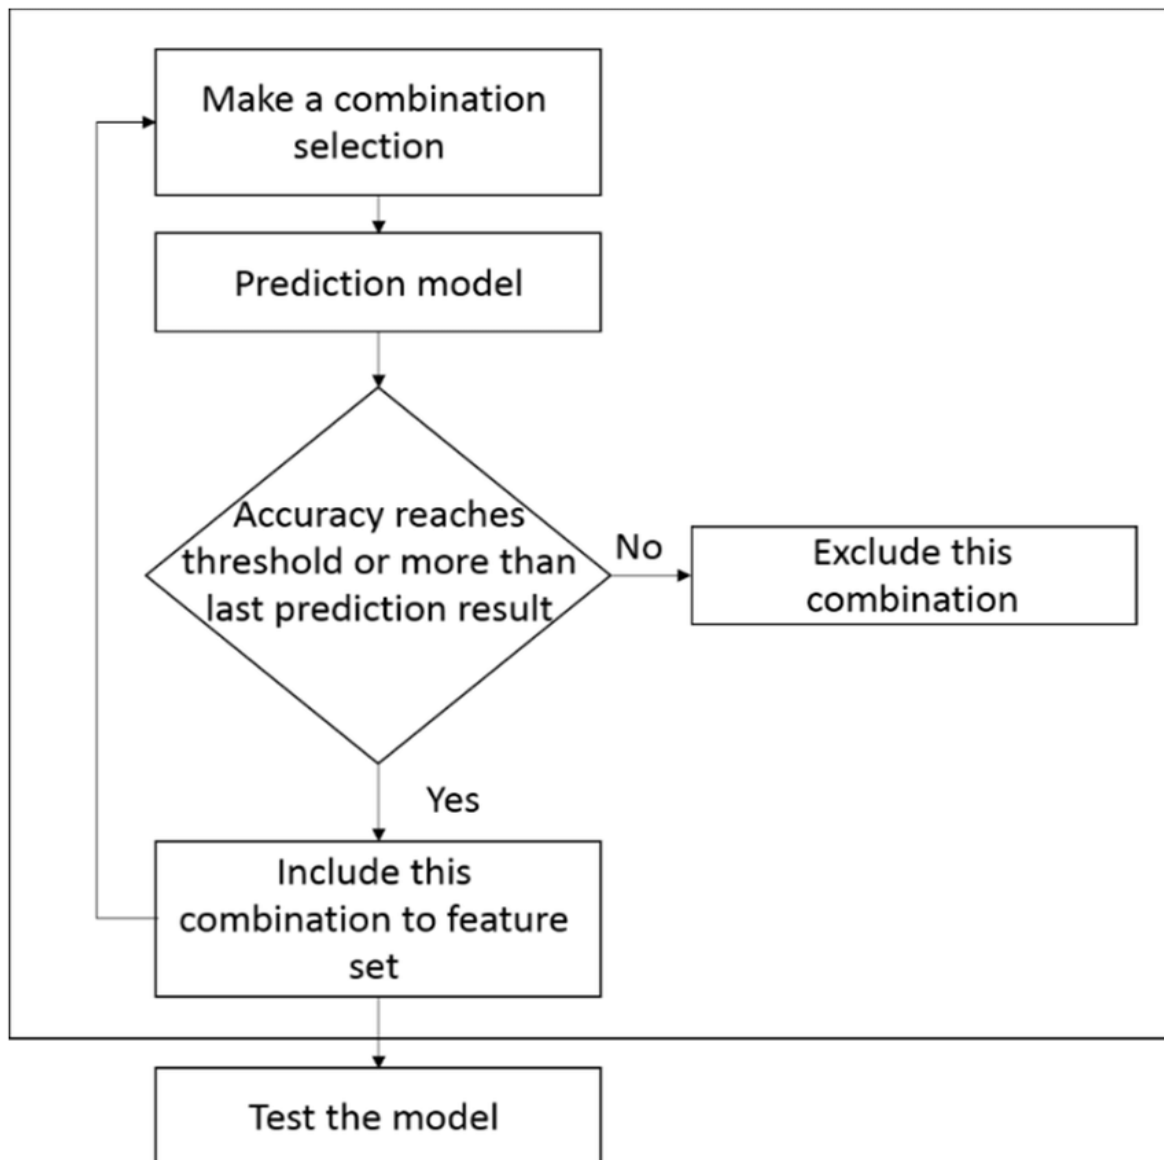 Make a combination
selection
Prediction model
Accuracy reaches
threshold or more than
last prediction result
No
Exclude this
combination
Yes
Include this
combination to feature
set
Test the model